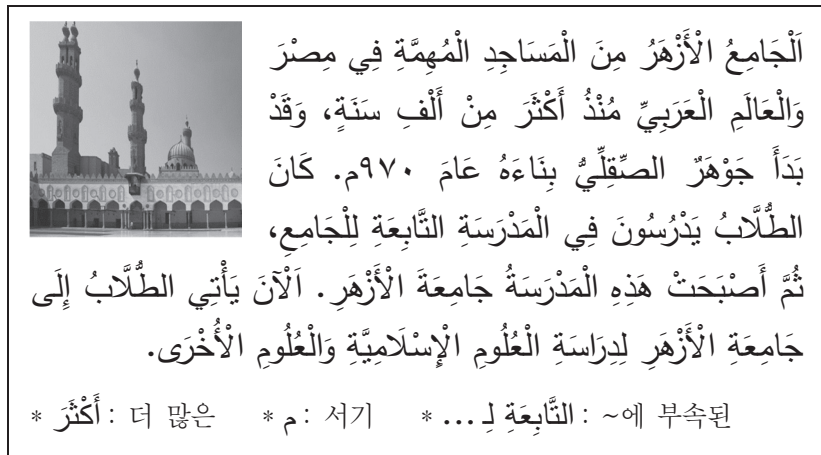 اَلْجَامِعُ الْأَزْهَرُ مِنَ الْمَسَاجِدِ الْمُهِمَّةِ فِي مِصْرَ
وَالْعَالَمِ الْعَرَبِيِّ مُنْذُ أَكْثَرَ مِنْ أَلْفِ سَنَةٍ، وَقَدْ
بَدَأَ جَوْهَرٌ الصِّقِلِّيُّ بِنَاءَهُ عَامَ ٩٧٠م. كَانَ
الطُّلَّابُ يَدْرُسُونَ فِي الْمَدْرَسَةِ التَّابِعَةِ لِلْجَامِعِ،
ثُمَّ أَصْبَحَتْ هَذِهِ الْمَدْرَسَةُ جَامِعَةَ الْأَزْهَرِ. اَلْآنَ يَأْتِي الطُّلَّابُ إِلَى
جَامِعَةِ الْأَزْهَرِ لِدِرَاسَةِ الْعُلُومِ الْإِسْلَامِيَّةِ وَالْعُلُومِ الْأُخْرَى.
* أَكْثَرَ : 더 많은 * م : 서기 * التَّابِعَةِ لِـ ... : ~에 부속된